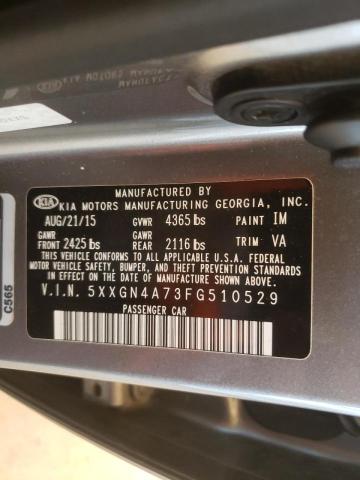 MANUFACTURED BY
KIA KIA MOTORS MANUFACTURING GEORGIA, INC.
AUG/21/15 GVWR 4365 lbs PAINT IM
GAWR GAWR
FRONT 2425 lbs REAR 2116 lbs TRIM VA
THIS VEHICLE CONFORMS TO ALL APPLICABLE U.S.A. FEDERAL
MOTOR VEHICLE SAFETY, BUMPER, AND THEFT PREVENTION STANDARDS
IN EFFECT ON THE DATE OF MANUFACTURE SHOWN ABOVE.
V.I.N. 5XXGN4A73FG510529
PASSENGER CAR
C565